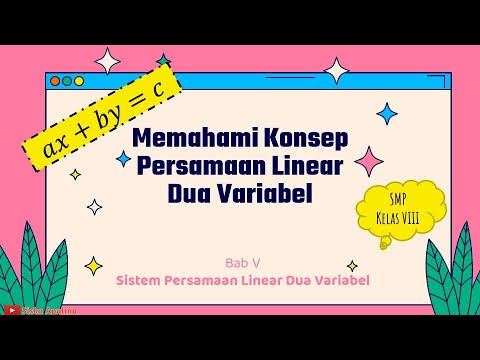 ax + by = c
Memahami Konsep
Persamaan Linear
Dua Variabel
SMP
Kelas VIII
Bab V
Sistem Persamaan Linear Dua Variabel